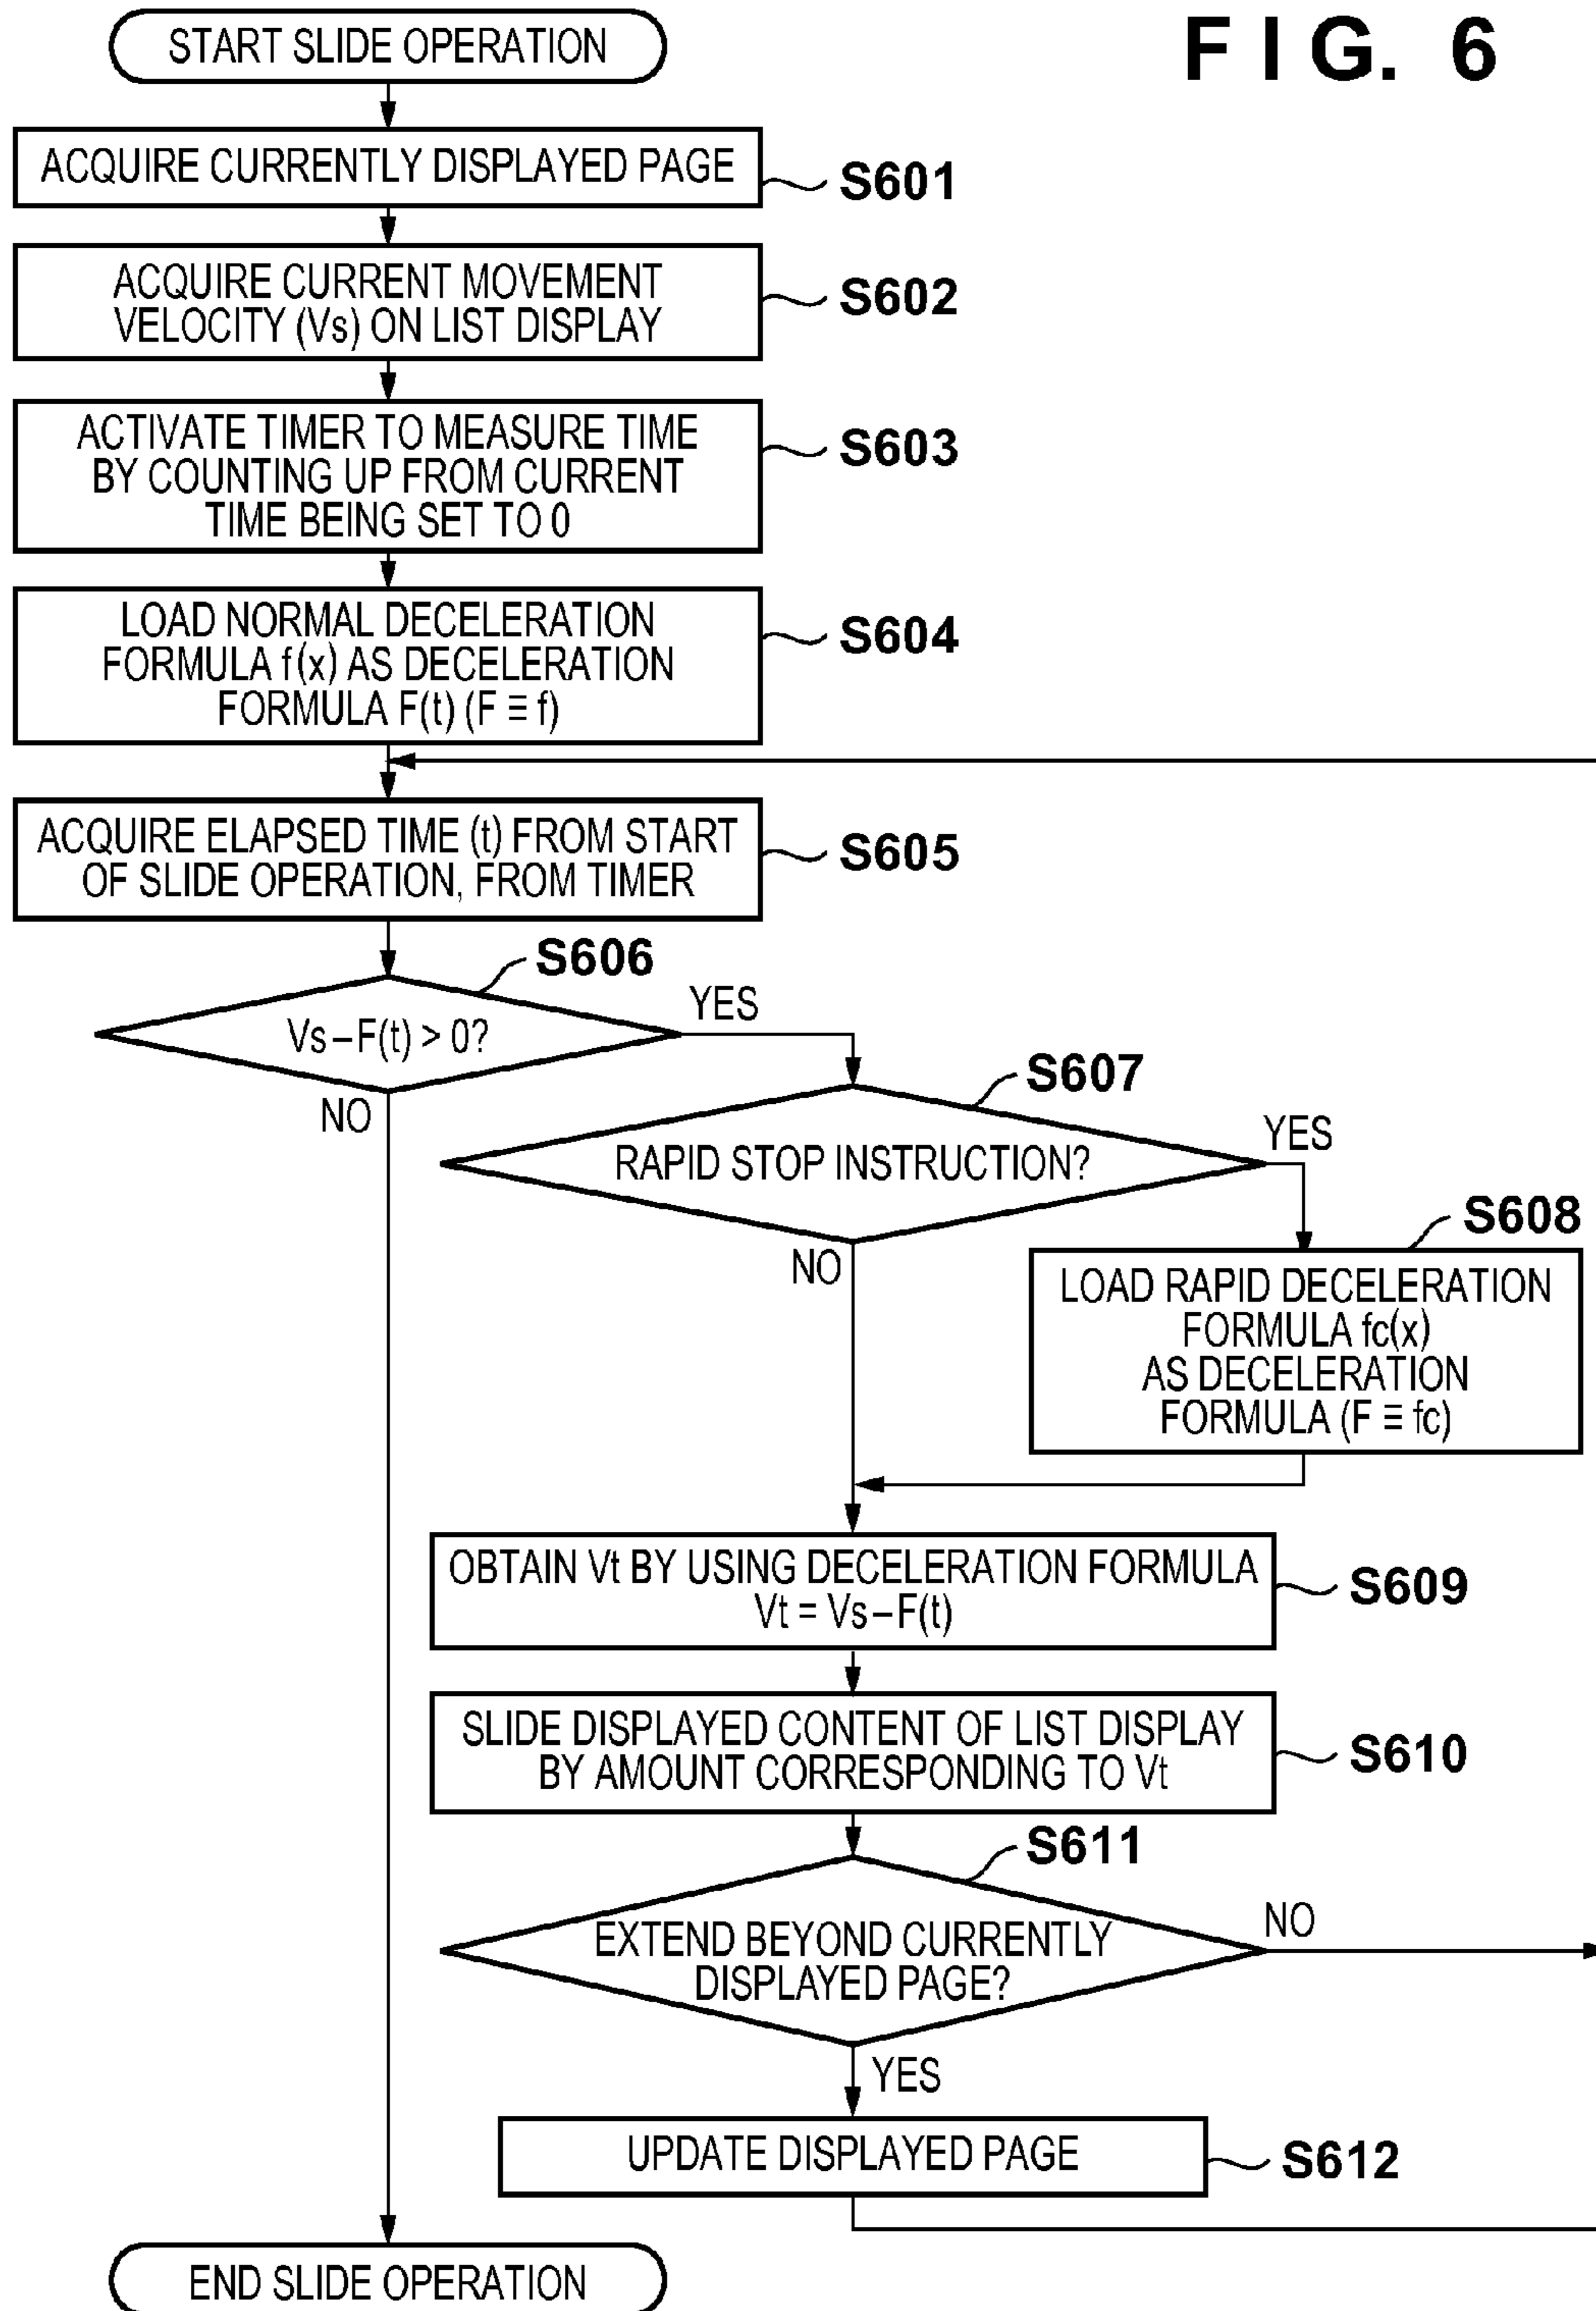 FIG. 6
START SLIDE OPERATION
ACQUIRE CURRENTLY DISPLAYED PAGE
S601
ACQUIRE CURRENT MOVEMENT
VELOCITY (Vs) ON LIST DISPLAY
S602
ACTIVATE TIMER TO MEASURE TIME
BY COUNTING UP FROM CURRENT
TIME BEING SET TO 0
S603
LOAD NORMAL DECELERATION
FORMULA f(x) AS DECELERATION
FORMULA F(t) (F ≡ f)
S604
ACQUIRE ELAPSED TIME (t) FROM START
OF SLIDE OPERATION, FROM TIMER
S605
S606
Vs – F(t) > 0?
YES
NO
S607
RAPID STOP INSTRUCTION?
YES
NO
S608
LOAD RAPID DECELERATION
FORMULA fc(x)
AS DECELERATION
FORMULA (F ≡ fc)
OBTAIN Vt BY USING DECELERATION FORMULA
Vt = Vs – F(t)
S609
SLIDE DISPLAYED CONTENT OF LIST DISPLAY
BY AMOUNT CORRESPONDING TO Vt
S610
S611
EXTEND BEYOND CURRENTLY
DISPLAYED PAGE?
NO
YES
UPDATE DISPLAYED PAGE
S612
END SLIDE OPERATION